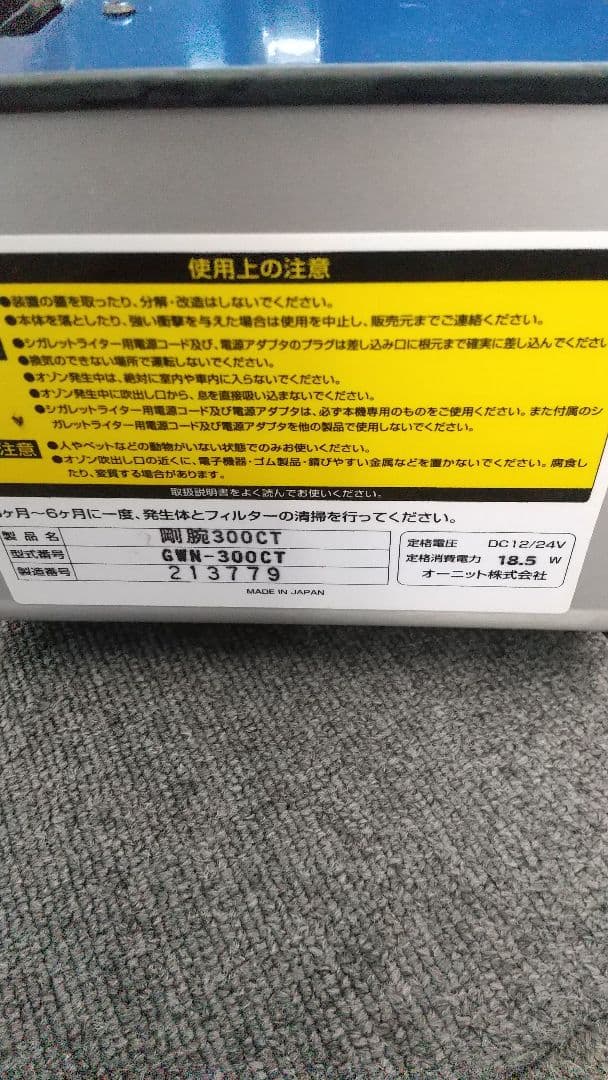 使用上の注意
●装置の蓋を取ったり、分解・改造はしないでください。
●本体を落としたり、強い衝撃を与えた場合は使用を中止し、販売元までご連絡ください。
●シガレットライター用電源コード及び、電源アダプタのプラグは差し込み口に根元まで確実に差し込んでください
●換気のできない場所で運転しないでください。
●オゾン発生中は、絶対に室内や車内に入らないでください。
●オゾン発生中に吹出し口から、息を直接吸い込まないでください。
●シガレットライター用電源コード及び電源アダプタは、必ず本機専用のものをご使用ください。また付属のシ
ガレットライター用電源コード及び電源アダプタを他の製品で使用しないでください。
注意
●人やペットなどの動物がいない状態でのみお使いください。
●オゾン吹出し口の近くに、電子機器・ゴム製品・錆びやすい金属などを置かないでください。腐食し
たり、変質する場合があります。
取扱説明書をよく読んでお使いください。
ヶ月〜6ヶ月に一度、発生体とフィルターの清掃を行ってください。
製品名 剛腕300CT
型式番号 GWN-300CT
製造番号 213779
定格電圧 DC12/24V
定格消費電力 18.5 W
オーニット株式会社
MADE IN JAPAN